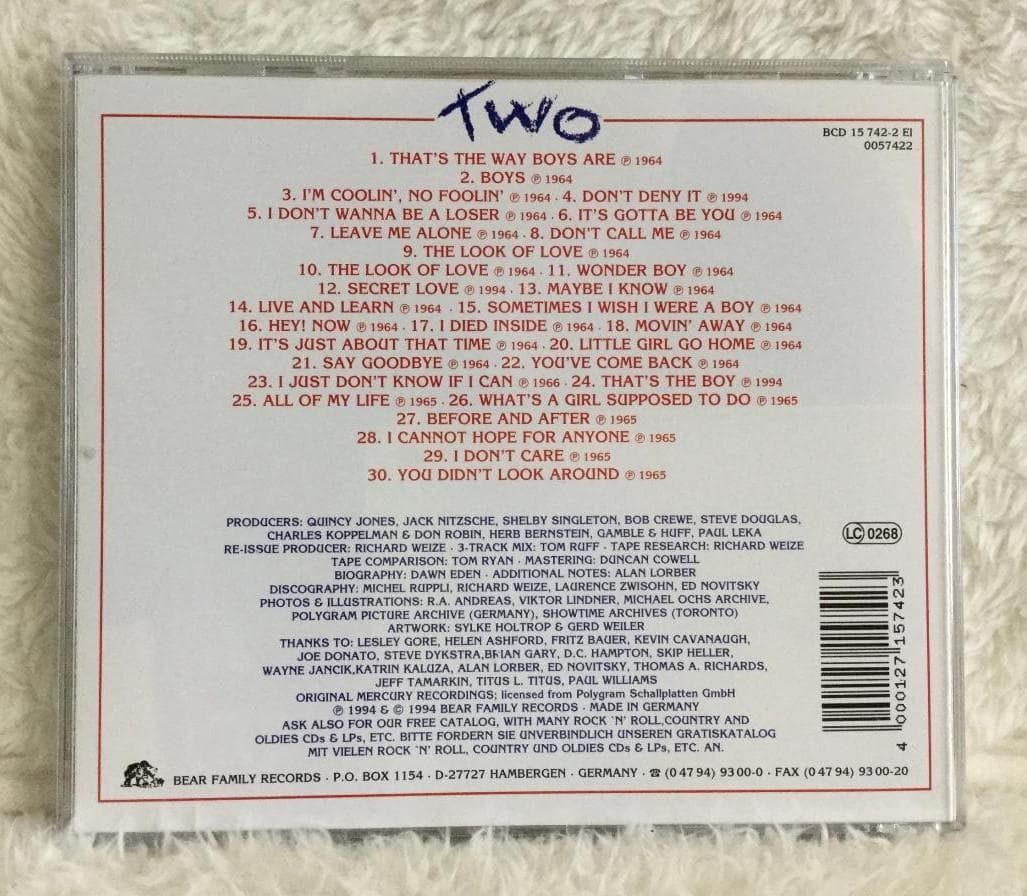 TWO
BCD 15 742-2 EI
0057422
1. THAT'S THE WAY BOYS ARE ℗ 1964
2. BOYS ℗ 1964
3. I'M COOLIN', NO FOOLIN' ℗ 1964 · 4. DON'T DENY IT ℗ 1994
5. I DON'T WANNA BE A LOSER ℗ 1964 · 6. IT'S GOTTA BE YOU ℗ 1964
7. LEAVE ME ALONE ℗ 1964 · 8. DON'T CALL ME ℗ 1964
9. THE LOOK OF LOVE ℗ 1964
10. THE LOOK OF LOVE ℗ 1964 · 11. WONDER BOY ℗ 1964
12. SECRET LOVE ℗ 1994 · 13. MAYBE I KNOW ℗ 1964
14. LIVE AND LEARN ℗ 1964 · 15. SOMETIMES I WISH I WERE A BOY ℗ 1964
16. HEY! NOW ℗ 1964 · 17. I DIED INSIDE ℗ 1964 · 18. MOVIN' AWAY ℗ 1964
19. IT'S JUST ABOUT THAT TIME ℗ 1964 · 20. LITTLE GIRL GO HOME ℗ 1964
21. SAY GOODBYE ℗ 1964 · 22. YOU'VE COME BACK ℗ 1964
23. I JUST DON'T KNOW IF I CAN ℗ 1966 · 24. THAT'S THE BOY ℗ 1994
25. ALL OF MY LIFE ℗ 1965 · 26. WHAT'S A GIRL SUPPOSED TO DO ℗ 1965
27. BEFORE AND AFTER ℗ 1965
28. I CANNOT HOPE FOR ANYONE ℗ 1965
29. I DON'T CARE ℗ 1965
30. YOU DIDN'T LOOK AROUND ℗ 1965
PRODUCERS: QUINCY JONES, JACK NITZSCHE, SHELBY SINGLETON, BOB CREWE, STEVE DOUGLAS,
CHARLES KOPPELMAN & DON ROBIN, HERB BERNSTEIN, GAMBLE & HUFF, PAUL LEKA
RE-ISSUE PRODUCER: RICHARD WEIZE · 3-TRACK MIX: TOM RUFF · TAPE RESEARCH: RICHARD WEIZE
TAPE COMPARISON: TOM RYAN · MASTERING: DUNCAN COWELL
BIOGRAPHY: DAWN EDEN · ADDITIONAL NOTES: ALAN LORBER
DISCOGRAPHY: MICHEL RUPPLI, RICHARD WEIZE, LAURENCE ZWISOHN, ED NOVITSKY
PHOTOS & ILLUSTRATIONS: R.A. ANDREAS, VIKTOR LINDNER, MICHAEL OCHS ARCHIVE,
POLYGRAM PICTURE ARCHIVE (GERMANY), SHOWTIME ARCHIVES (TORONTO)
ARTWORK: SYLKE HOLTROP & GERD WEILER
THANKS TO: LESLEY GORE, HELEN ASHFORD, FRITZ BAUER, KEVIN CAVANAUGH,
JOE DONATO, STEVE DYKSTRA, BRIAN GARY, D.C. HAMPTON, SKIP HELLER,
WAYNE JANCIK, KATRIN KALUZA, ALAN LORBER, ED NOVITSKY, THOMAS A. RICHARDS,
JEFF TAMARKIN, TITUS L. TITUS, PAUL WILLIAMS
ORIGINAL MERCURY RECORDINGS; licensed from Polygram Schallplatten GmbH
℗ 1994 & © 1994 BEAR FAMILY RECORDS · MADE IN GERMANY
ASK ALSO FOR OUR FREE CATALOG, WITH MANY ROCK 'N' ROLL,COUNTRY AND
OLDIES CDs & LPs, ETC. BITTE FORDERN SIE UNVERBINDLICH UNSEREN GRATISKATALOG
MIT VIELEN ROCK 'N' ROLL, COUNTRY UND OLDIES CDs & LPs, ETC. AN.
LC 0268
4 000127 157423
BEAR FAMILY RECORDS · P.O. BOX 1154 · D-27727 HAMBERGEN · GERMANY · ☎ (0 47 94) 93 00-0 · FAX (0 47 94) 93 00-20